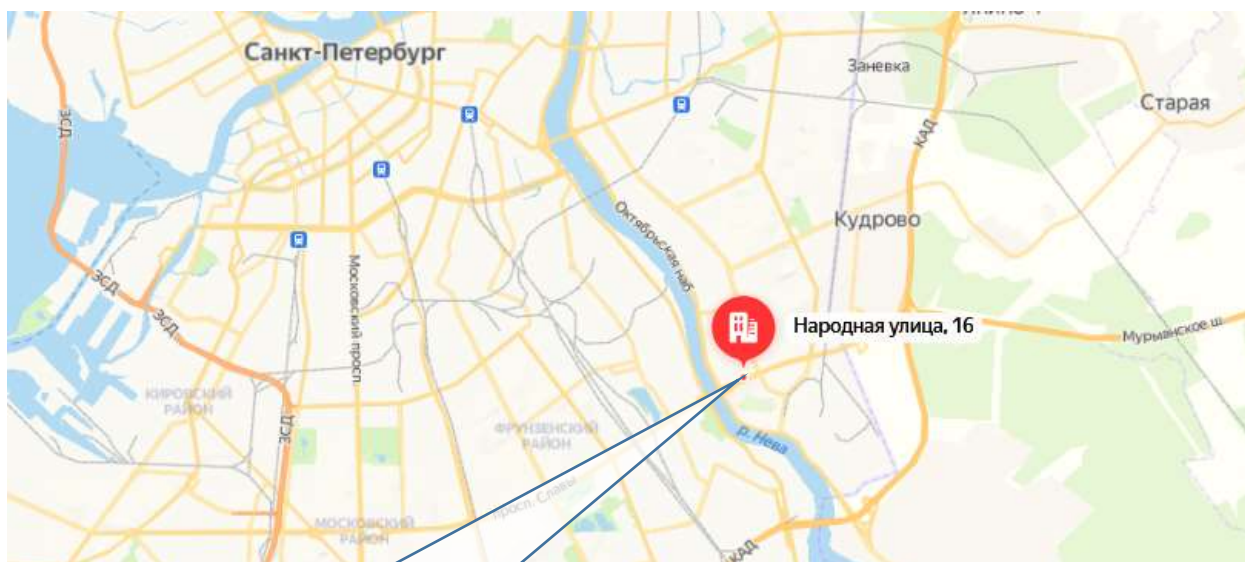 Санкт-Петербург
Заневка
Старая
ЗСД
КАД
Октябрьская наб.
Кудрово
Московский просп.
ЗСД
ЗСД
Народная улица, 16
Мурманское ш.
КИРОВСКИЙ
РАЙОН
ЗСД
ФРУНЗЕНСКИЙ
РАЙОН
р. Нева
просп. Славы
МОСКОВСКИЙ
РАЙОН
КАД